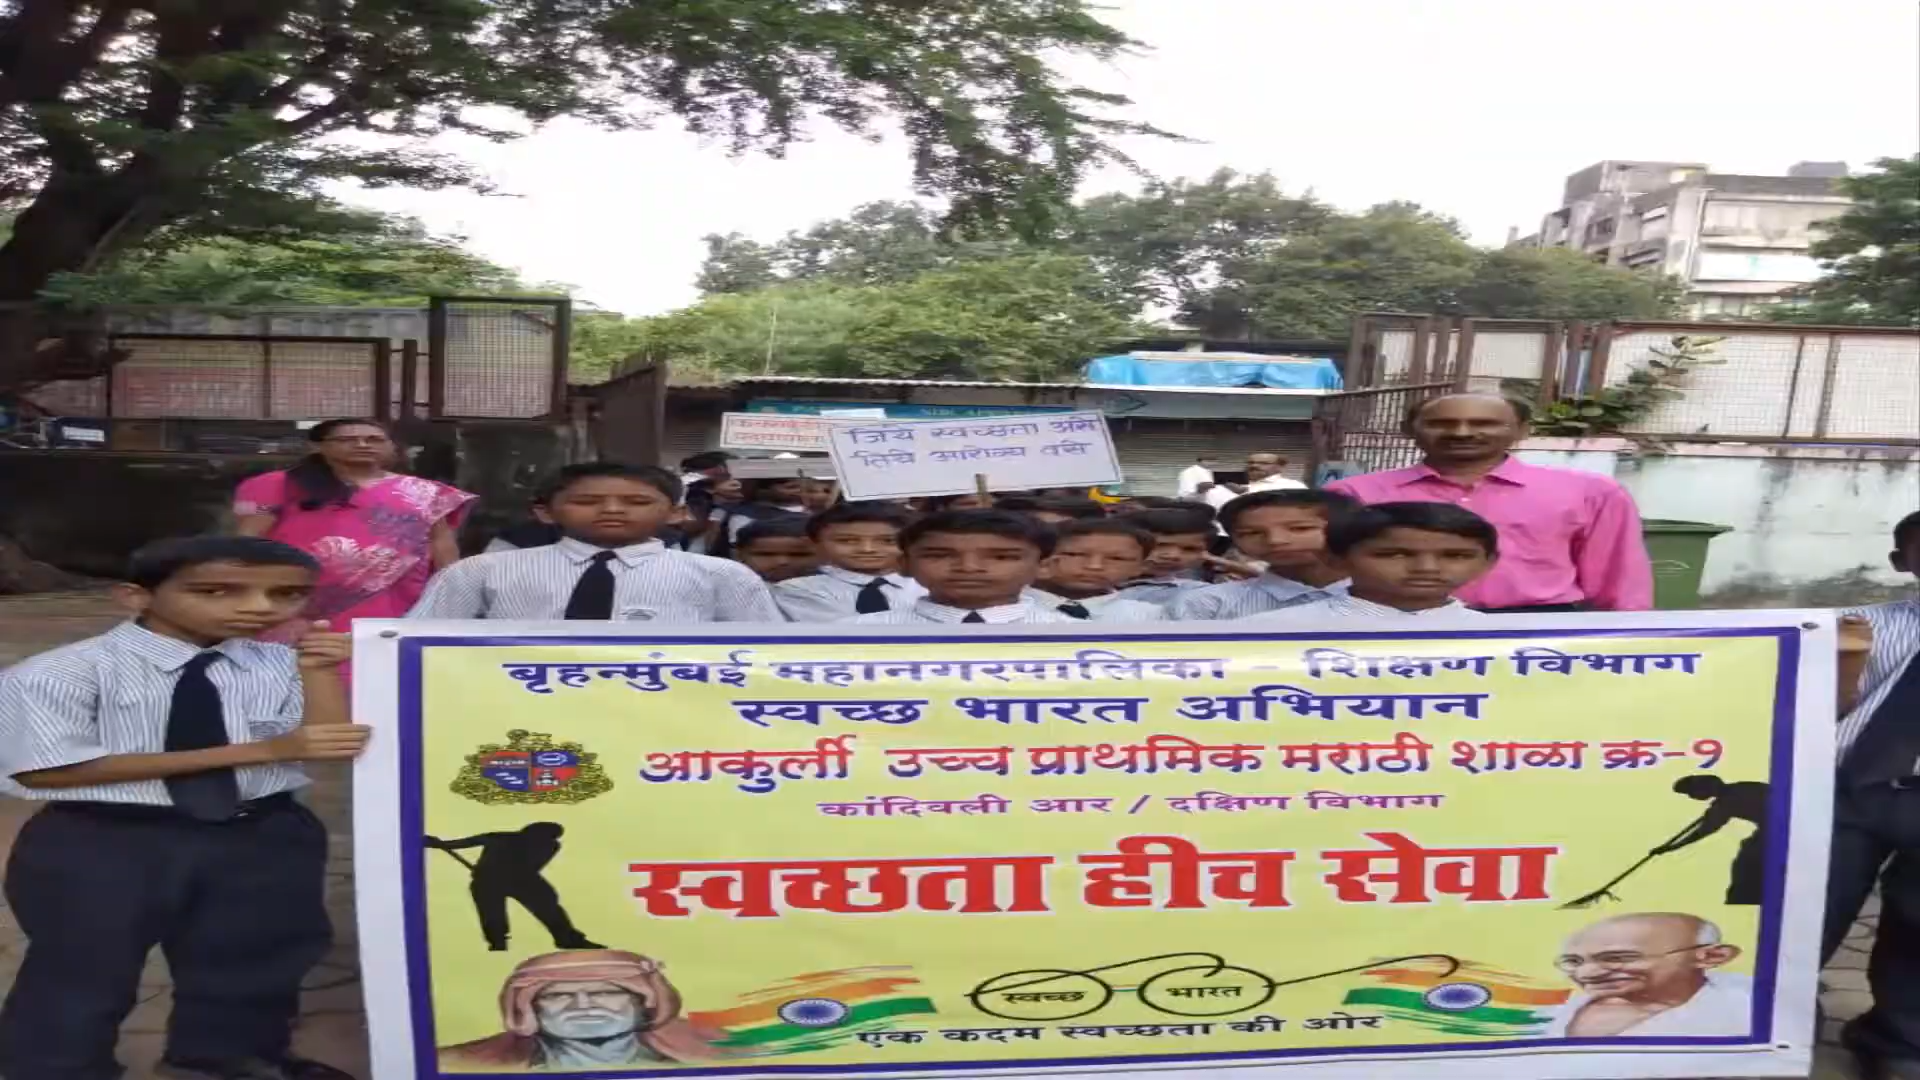 जिथे स्वच्छता असे
तिथे आरोग्य वसे
बृहन्मुंबई महानगरपालिका - शिक्षण विभाग
स्वच्छ भारत अभियान
आकुर्ली उच्च प्राथमिक मराठी शाळा क्र-१
कांदिवली आर / दक्षिण विभाग
स्वच्छता हीच सेवा
स्वच्छ भारत
एक कदम स्वच्छता की ओर